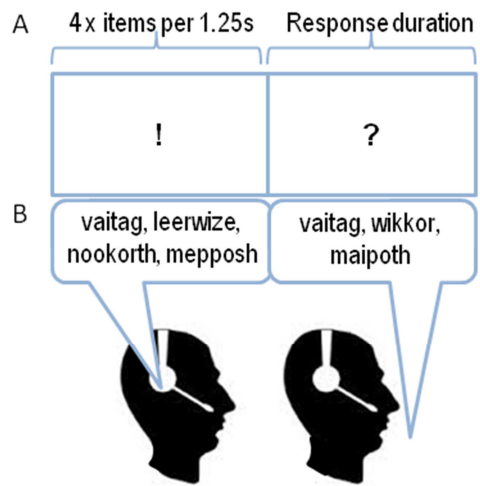 A
4 x items per 1.25s
Response duration
!
?
B
vaitag, leerwize,
nookorth, mepposh
vaitag, wikkor,
maipoth